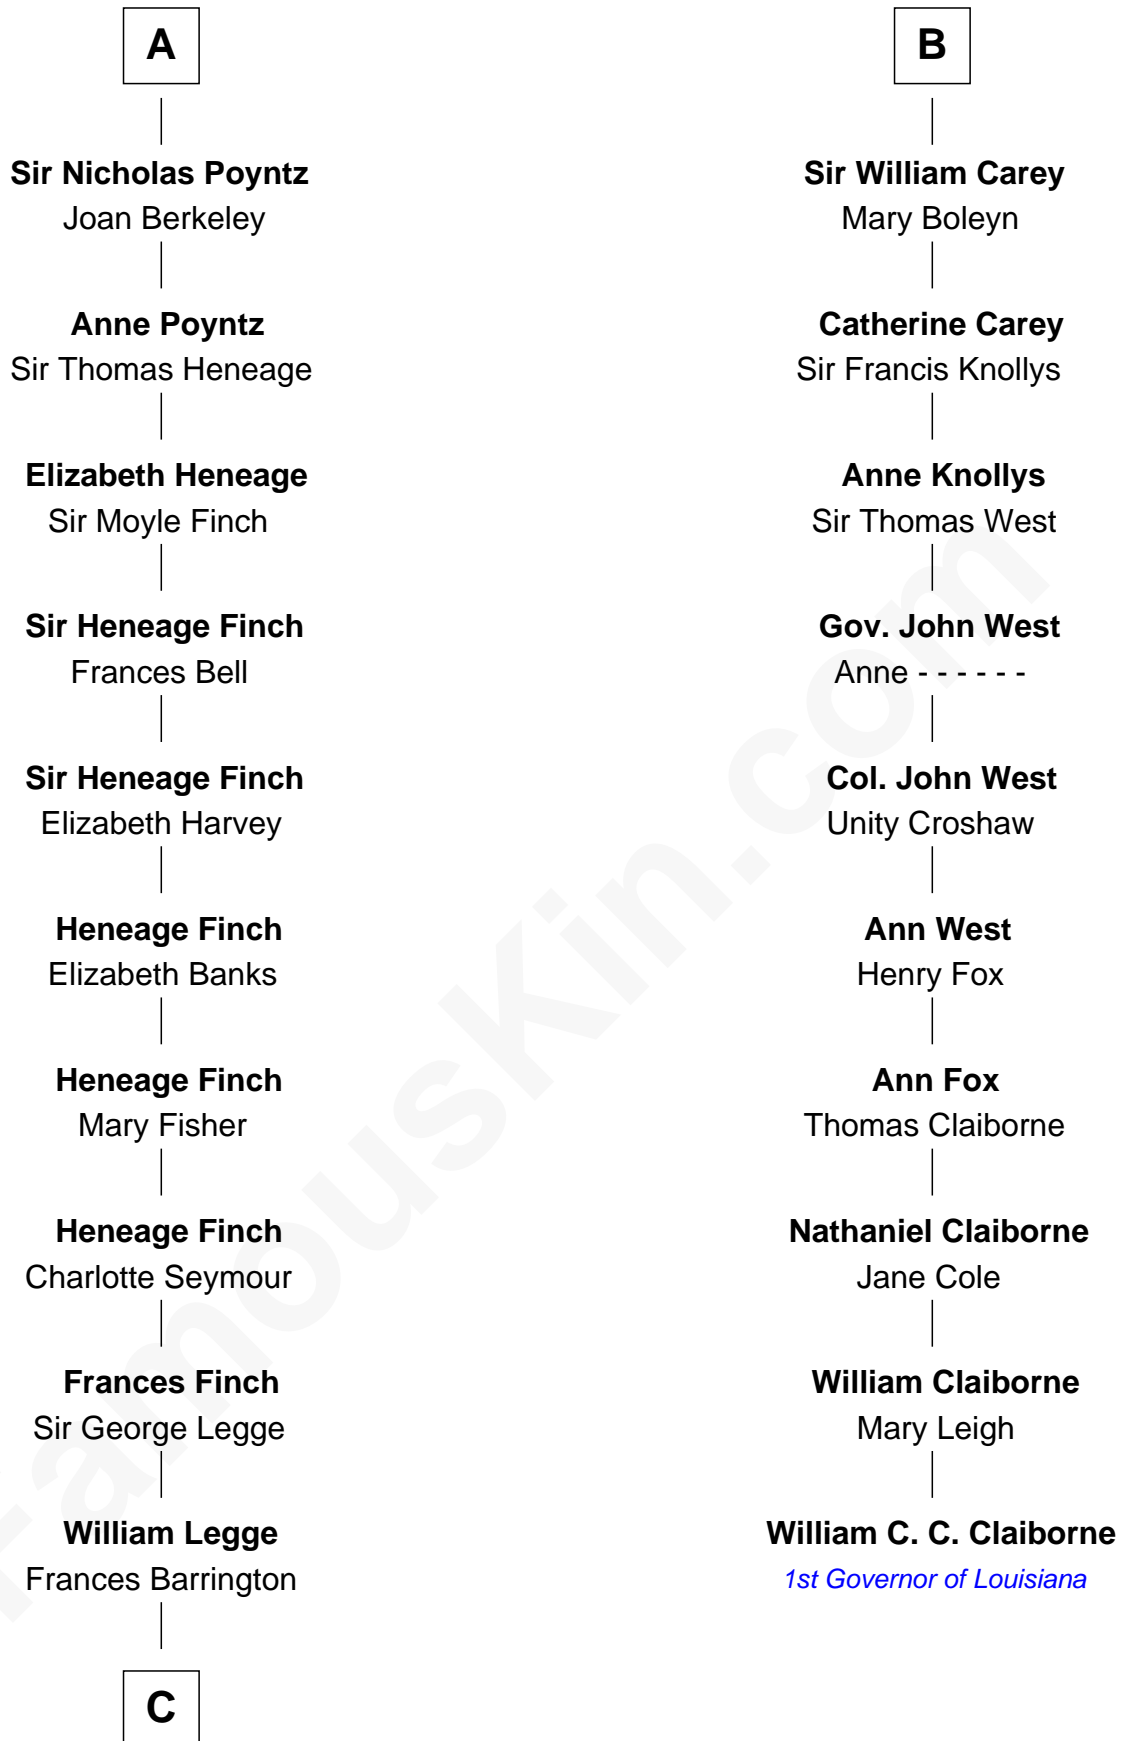 A
Sir Nicholas Poyntz
Joan Berkeley
Anne Poyntz
Sir Thomas Heneage
Elizabeth Heneage
Sir Moyle Finch
Sir Heneage Finch
Frances Bell
Sir Heneage Finch
Elizabeth Harvey
Heneage Finch
Elizabeth Banks
Heneage Finch
Mary Fisher
Heneage Finch
Charlotte Seymour
Frances Finch
Sir George Legge
William Legge
Frances Barrington
C
B
Sir William Carey
Mary Boleyn
Catherine Carey
Sir Francis Knollys
Anne Knollys
Sir Thomas West
Gov. John West
Anne - - - - - -
Col. John West
Unity Croshaw
Ann West
Henry Fox
Ann Fox
Thomas Claiborne
Nathaniel Claiborne
Jane Cole
William Claiborne
Mary Leigh
William C. C. Claiborne
1st Governor of Louisiana
FamousKin.com